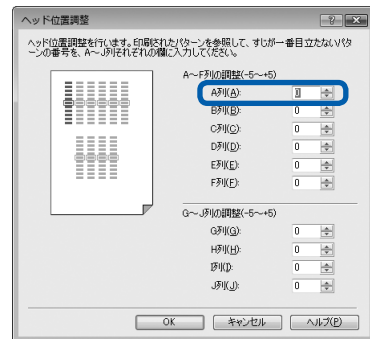 ヘッド位置調整
ヘッド位置調整を行います。印刷されたパターンを参照して、すじが一番目立たないパターンの番号を、A～J列それぞれの欄に入力してください。
A～F列の調整(-5～+5)
A列(A): 0
B列(B): 0
C列(C): 0
D列(D): 0
E列(E): 0
F列(F): 0
G～J列の調整(-5～+5)
G列(G): 0
H列(H): 0
I列(I): 0
J列(J): 0
OK キャンセル ヘルプ(P)